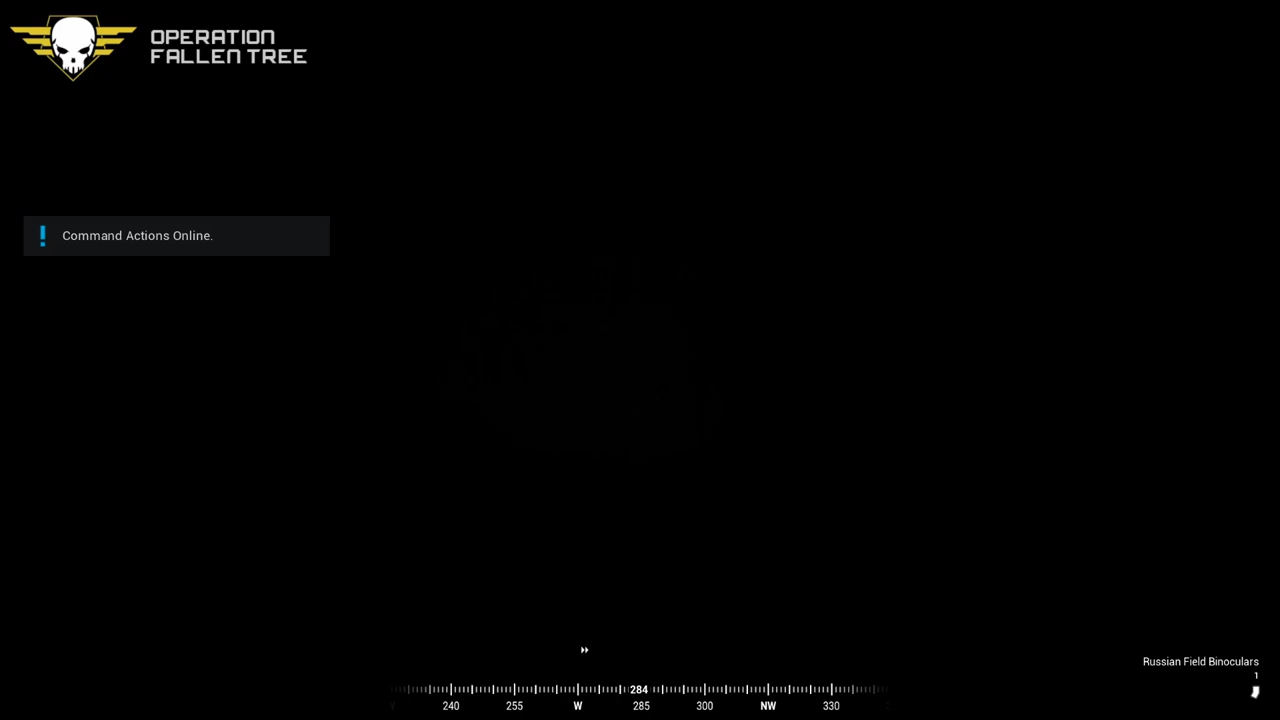 OPERATION
FALLEN TREE
Command Actions Online.
Russian Field Binoculars
1
284
240 255 W 285 300 NW 330